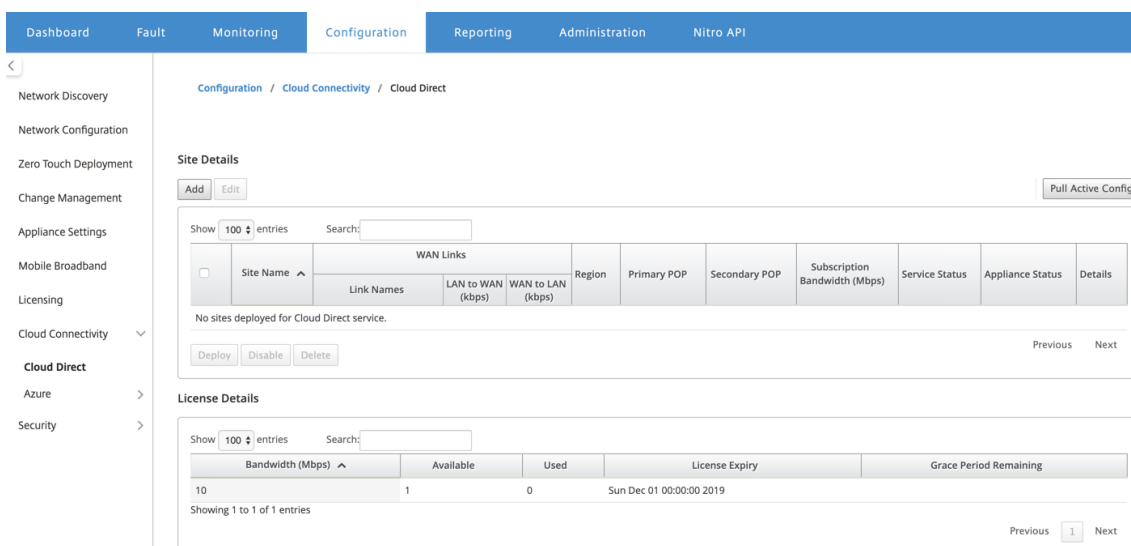 Dashboard Fault Monitoring Configuration Reporting Administration Nitro API
Network Discovery
Network Configuration
Zero Touch Deployment
Change Management
Appliance Settings
Mobile Broadband
Licensing
Cloud Connectivity
Cloud Direct
Azure
Security
Configuration / Cloud Connectivity / Cloud Direct
Site Details
Add Edit Pull Active Config
Show 100 entries Search:
Site Name WAN Links Region Primary POP Secondary POP Subscription Bandwidth (Mbps) Service Status Appliance Status Details
Link Names LAN to WAN (kbps) WAN to LAN (kbps)
No sites deployed for Cloud Direct service.
Previous Next
Deploy Disable Delete
License Details
Show 100 entries Search:
Bandwidth (Mbps) Available Used License Expiry Grace Period Remaining
10 1 0 Sun Dec 01 00:00:00 2019
Showing 1 to 1 of 1 entries
Previous 1 Next